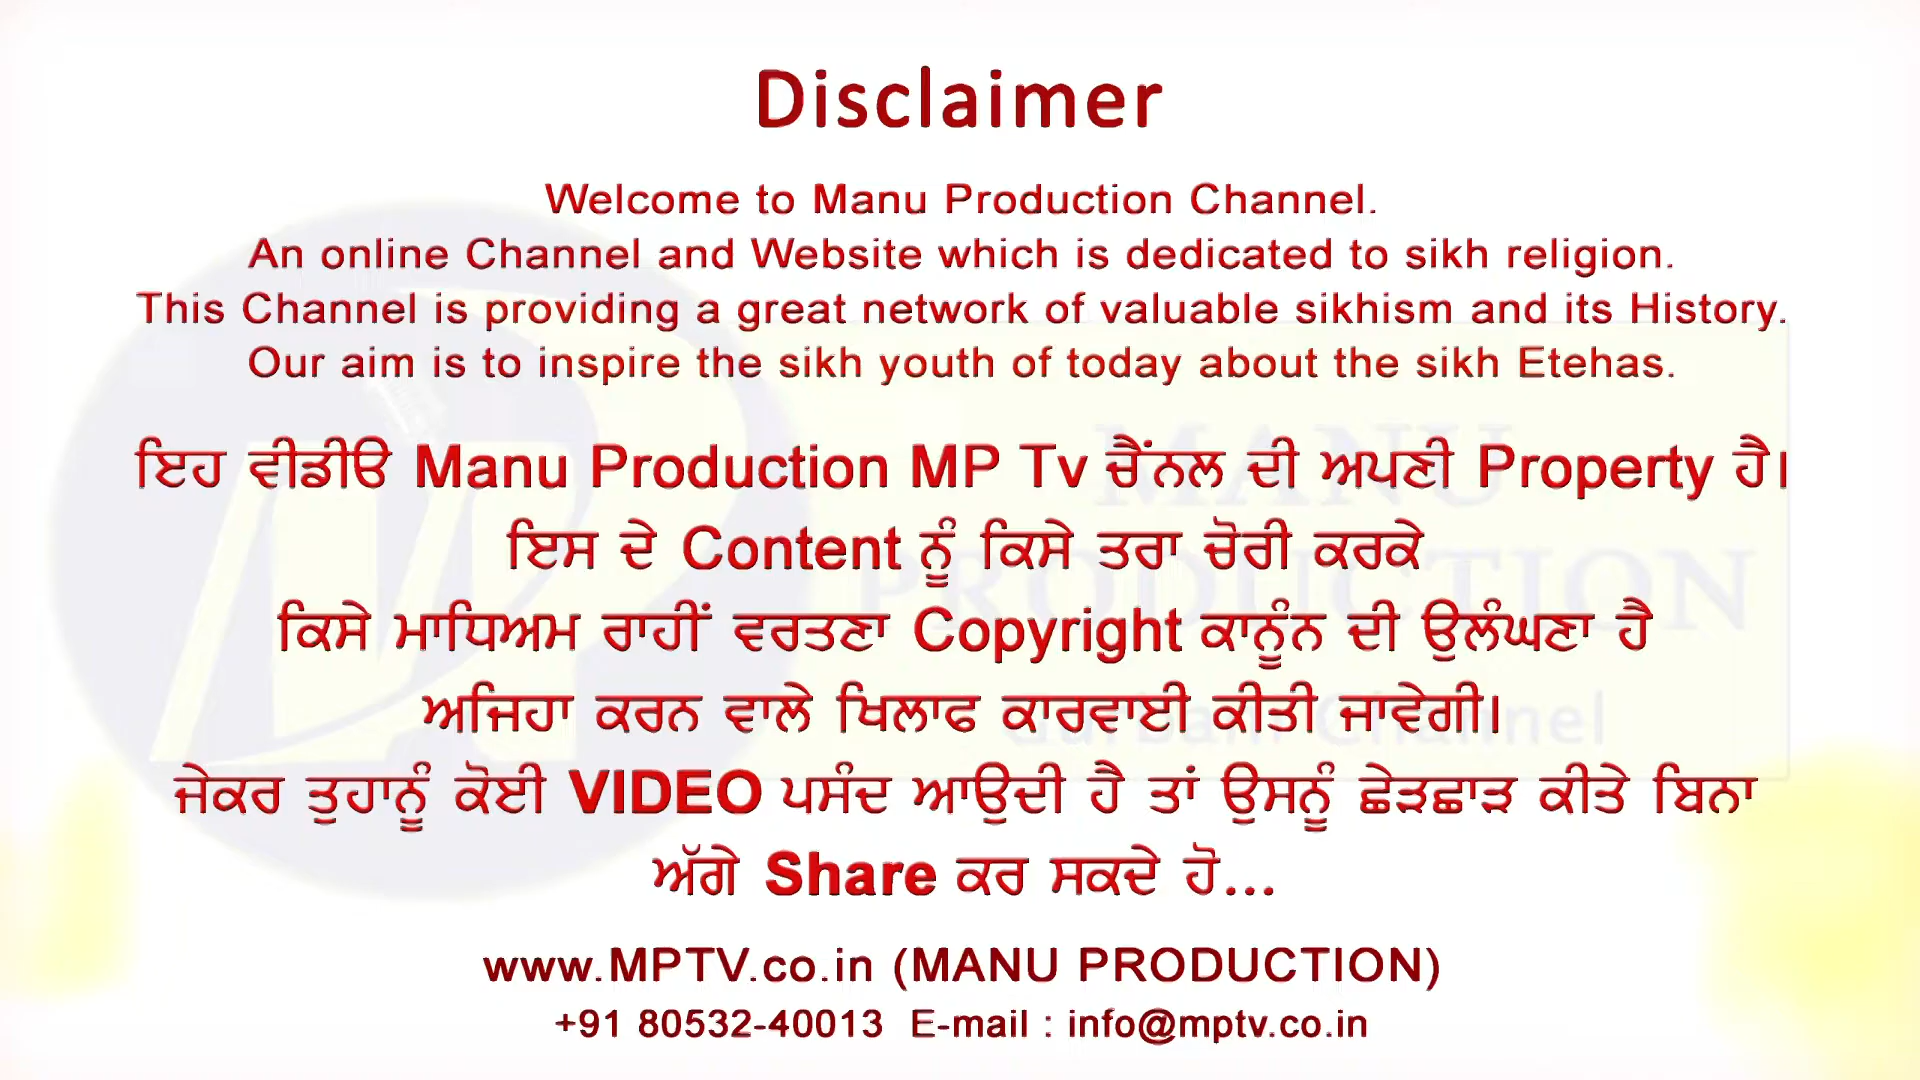 Disclaimer
Welcome to Manu Production Channel.
An online Channel and Website which is dedicated to sikh religion.
This Channel is providing a great network of valuable sikhism and its History.
Our aim is to inspire the sikh youth of today about the sikh Etehas.
ਇਹ ਵੀਡੀੳ Manu Production MP Tv ਚੈਂਨਲ ਦੀ ਅਪਣੀ Property ਹੈ।
ਇਸ ਦੇ Content ਨੂੰ ਕਿਸੇ ਤਰਾ ਚੋਰੀ ਕਰਕੇ
ਕਿਸੇ ਮਾਧਿਅਮ ਰਾਹੀਂ ਵਰਤਣਾ Copyright ਕਾਨੂੰਨ ਦੀ ਉਲੰਘਣਾ ਹੈ
ਅਜਿਹਾ ਕਰਨ ਵਾਲੇ ਖਿਲਾਫ ਕਾਰਵਾਈ ਕੀਤੀ ਜਾਵੇਗੀ।
ਜੇਕਰ ਤੁਹਾਨੂੰ ਕੋਈ VIDEO ਪਸੰਦ ਆਉਦੀ ਹੈ ਤਾਂ ਉਸਨੂੰ ਛੇੜਛਾੜ ਕੀਤੇ ਬਿਨਾ
ਅੱਗੇ Share ਕਰ ਸਕਦੇ ਹੋ...
www.MPTV.co.in (MANU PRODUCTION)
+91 80532-40013 E-mail : info@mptv.co.in
MANU
PRODUCTION
Gurbani Channel